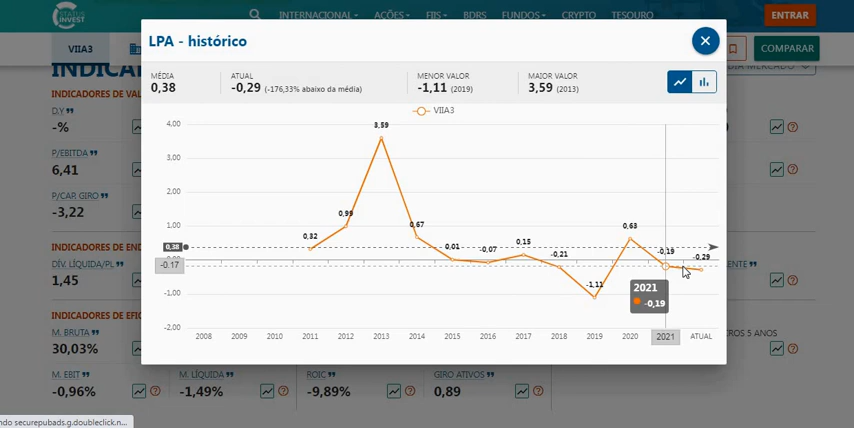 STATUS
INVEST
INTERNACIONAL AÇÕES FIIS BDRS FUNDOS CRYPTO TESOURO
ENTRAR
VIIA3
COMPARAR
LPA - histórico
MÉDIA
0,38
ATUAL
-0,29 (-176,33% abaixo da média)
MENOR VALOR
-1,11 (2019)
MAIOR VALOR
3,59 (2013)
VIIA3
4,00
3,00
2,00
1.00
0.00
-1.00
-2.00
0,38
-0.17
0,32
0,99
3,59
0,67
0,01
-0,07
0,15
-0,21
-1,11
0,63
-0,19
-0,29
2021
-0,19
2008 2009 2010 2011 2012 2013 2014 2015 2016 2017 2018 2019 2020 2021 ATUAL
INDICADORES DE VAL
D.Y
-%
P/EBITDA
6,41
P/CAP. GIRO
-3,22
INDICADORES DE END
DÍV. LÍQUIDA/PL
1,45
INDICADORES DE EFIC
M. BRUTA
30,03%
M. EBIT
-0,96%
M. LÍQUIDA
-1,49%
ROIC
-9,89%
GIRO ATIVOS
0,89
ROS 5 ANOS
ndo securepubads.g.doubleclick.n...